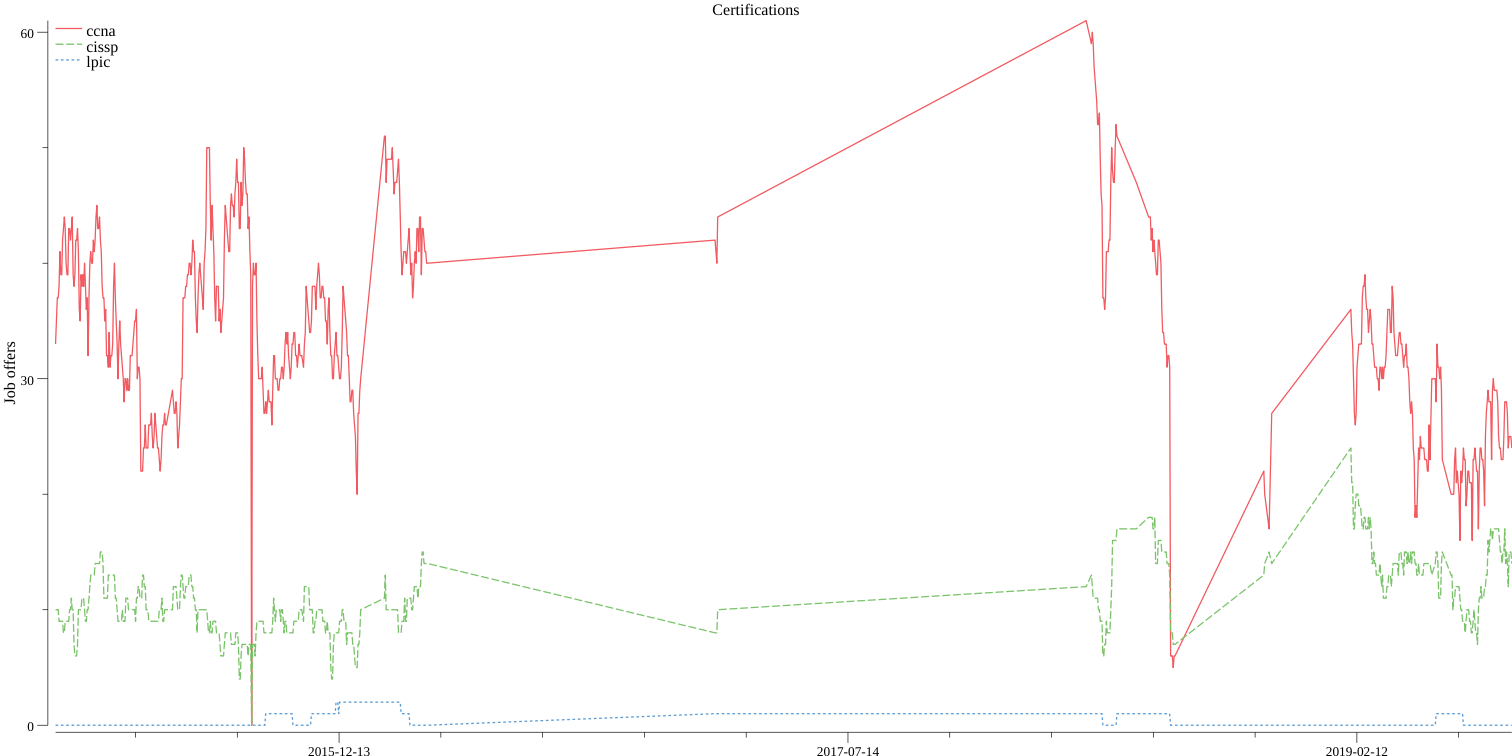 Certifications
60
ccna
cissp
lpic
Job offers
30
0
2015-12-13
2017-07-14
2019-02-12